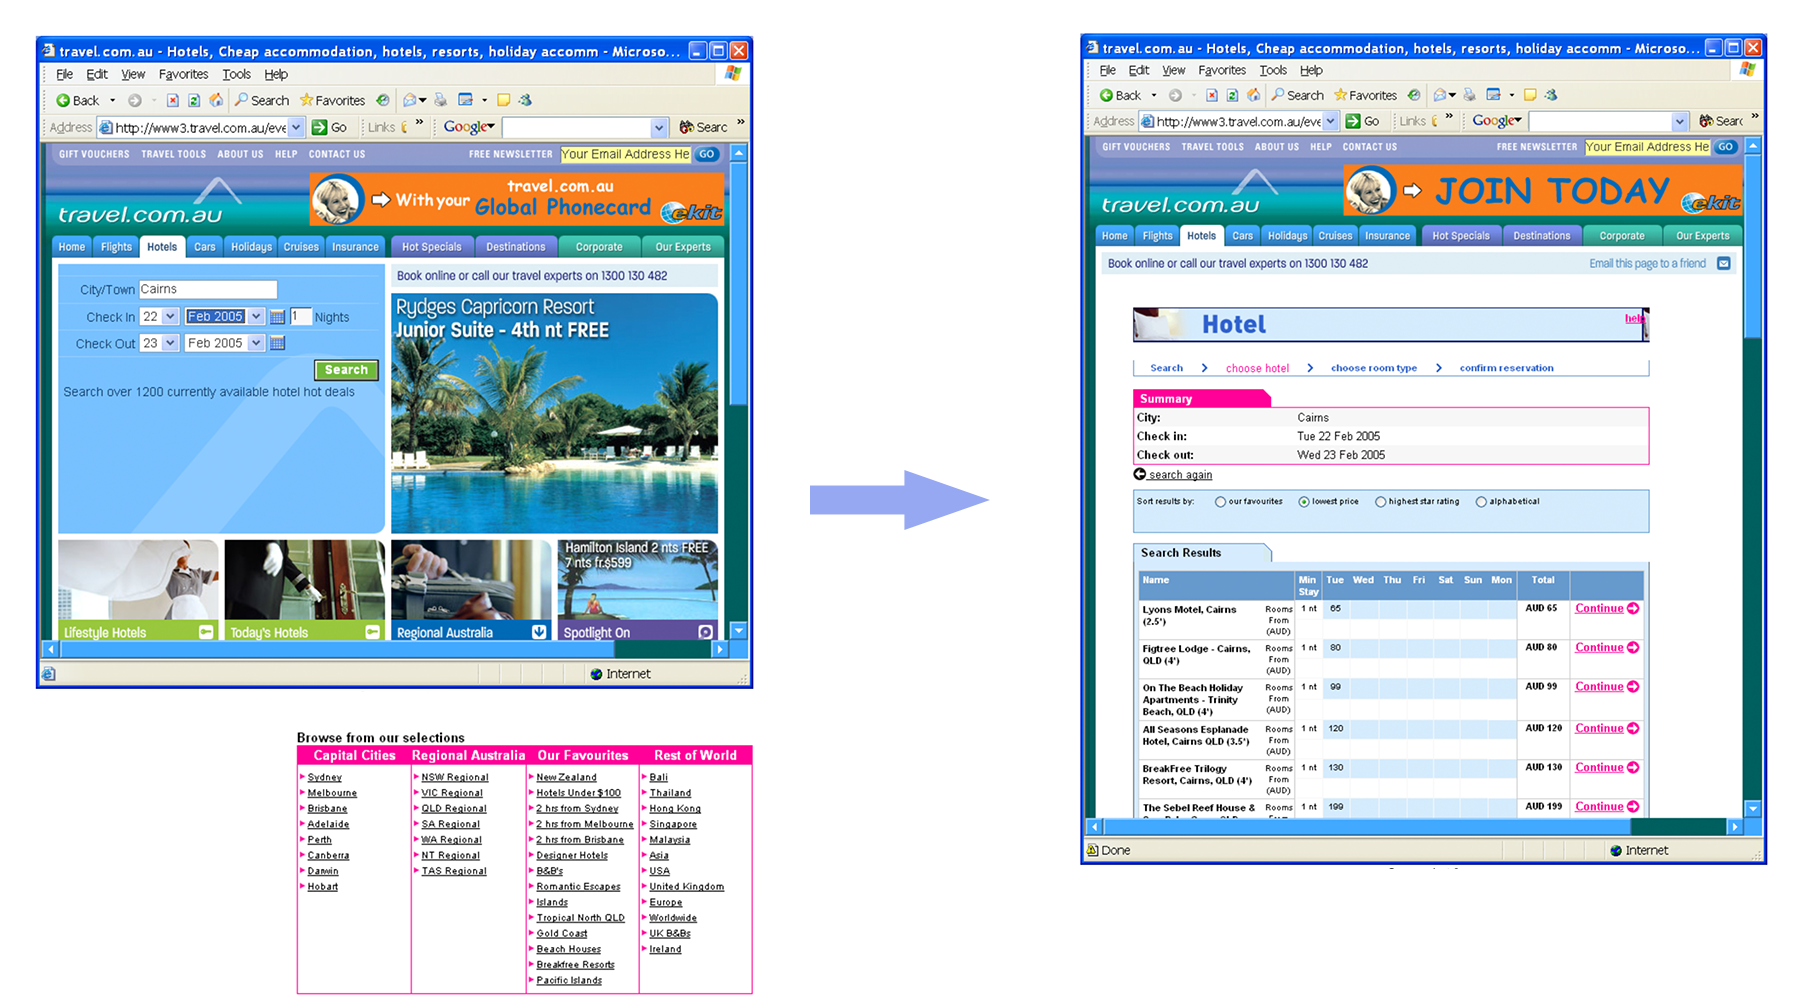 travel.com.au - Hotels, Cheap accommodation, hotels, resorts, holiday accomm - Microso...
File Edit View Favorites Tools Help
Back Search Favorites
Address http://www3.travel.com.au/eve Go Links » Google Searc »
GIFT VOUCHERS TRAVEL TOOLS ABOUT US HELP CONTACT US FREE NEWSLETTER Your Email Address He GO
travel.com.au
With your Global Phonecard
ekit
travel.com.au
Home Flights Hotels Cars Holidays Cruises Insurance Hot Specials Destinations Corporate Our Experts
City/Town Cairns
Check In 22 Feb 2005 1 Nights
Check Out 23 Feb 2005
Search
Search over 1200 currently available hotel hot deals
Book online or call our travel experts on 1300 130 482
Rydges Capricorn Resort
Junior Suite - 4th nt FREE
Hamilton Island 2 nts FREE
7 nts fr.$599
Lifestyle Hotels Today's Hotels Regional Australia Spotlight On
Internet
Browse from our selections
Capital Cities Regional Australia Our Favourites Rest of World
Sydney NSW Regional New Zealand Bali
Melbourne VIC Regional Hotels Under $100 Thailand
Brisbane QLD Regional 2 hrs from Sydney Hong Kong
Adelaide SA Regional 2 hrs from Melbourne Singapore
Perth WA Regional 2 hrs from Brisbane Malaysia
Canberra NT Regional Designer Hotels Asia
Darwin TAS Regional B&B's USA
Hobart Romantic Escapes United Kingdom
Islands Europe
Tropical North QLD Worldwide
Gold Coast UK B&Bs
Beach Houses Ireland
Breakfree Resorts
Pacific Islands
travel.com.au - Hotels, Cheap accommodation, hotels, resorts, holiday accomm - Microso...
File Edit View Favorites Tools Help
Back Search Favorites
Address http://www3.travel.com.au/eve Go Links » Google Searc »
GIFT VOUCHERS TRAVEL TOOLS ABOUT US HELP CONTACT US FREE NEWSLETTER Your Email Address He GO
JOIN TODAY
ekit
travel.com.au
Home Flights Hotels Cars Holidays Cruises Insurance Hot Specials Destinations Corporate Our Experts
Book online or call our travel experts on 1300 130 482 Email this page to a friend
Hotel help
Search > choose hotel > choose room type > confirm reservation
Summary
City: Cairns
Check in: Tue 22 Feb 2005
Check out: Wed 23 Feb 2005
search again
Sort results by: our favourites lowest price highest star rating alphabetical
Search Results
Name Min Stay Tue Wed Thu Fri Sat Sun Mon Total
Lyons Motel, Cairns (2.5*) Rooms From (AUD) 1 nt 65 AUD 65 Continue
Figtree Lodge - Cairns, QLD (4*) Rooms From (AUD) 1 nt 80 AUD 80 Continue
On The Beach Holiday Apartments - Trinity Beach, QLD (4*) Rooms From (AUD) 1 nt 99 AUD 99 Continue
All Seasons Esplanade Hotel, Cairns QLD (3.5*) Rooms From (AUD) 1 nt 120 AUD 120 Continue
BreakFree Trilogy Resort, Cairns, QLD (4*) Rooms From (AUD) 1 nt 130 AUD 130 Continue
The Sebel Reef House & Rooms 1 nt 199 AUD 199 Continue
Done Internet